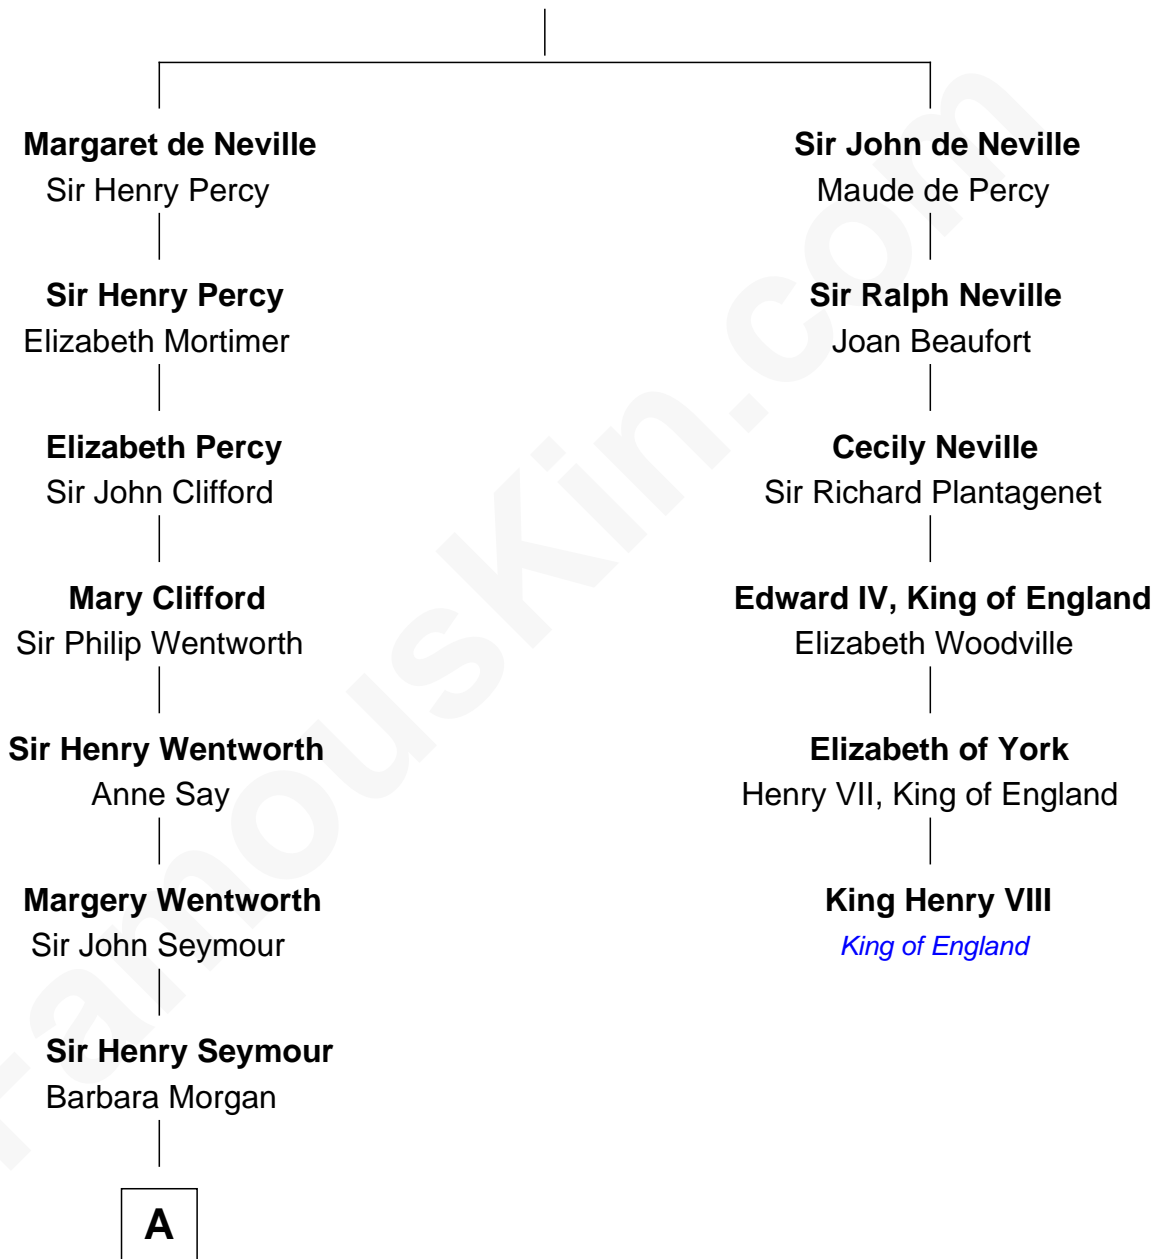 Margaret de Neville
Sir Henry Percy
Sir John de Neville
Maude de Percy
Sir Henry Percy
Elizabeth Mortimer
Sir Ralph Neville
Joan Beaufort
Elizabeth Percy
Sir John Clifford
Cecily Neville
Sir Richard Plantagenet
Mary Clifford
Sir Philip Wentworth
Edward IV, King of England
Elizabeth Woodville
Sir Henry Wentworth
Anne Say
Elizabeth of York
Henry VII, King of England
Margery Wentworth
Sir John Seymour
King Henry VIII
King of England
Sir Henry Seymour
Barbara Morgan
A
FamousKin.com